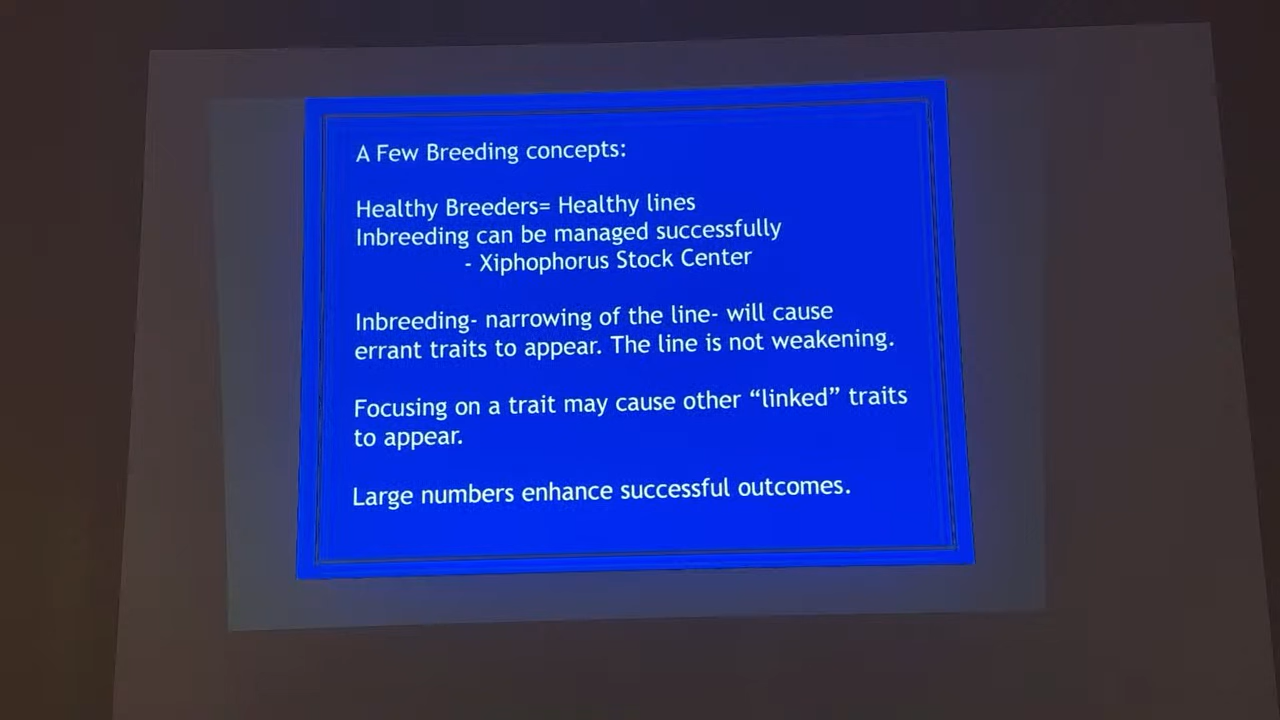 A Few Breeding concepts:
Healthy Breeders= Healthy lines
Inbreeding can be managed successfully
- Xiphophorus Stock Center
Inbreeding- narrowing of the line- will cause
errant traits to appear. The line is not weakening.
Focusing on a trait may cause other “linked” traits
to appear.
Large numbers enhance successful outcomes.